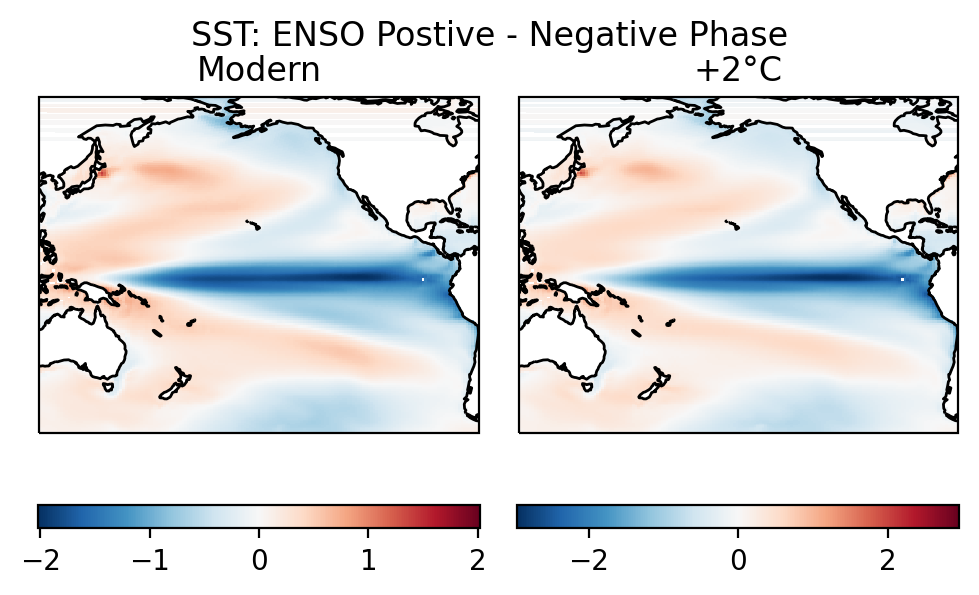 SST: ENSO Postive - Negative Phase
Modern
+2°C
−2 −1 0 1 2
−2 0 2